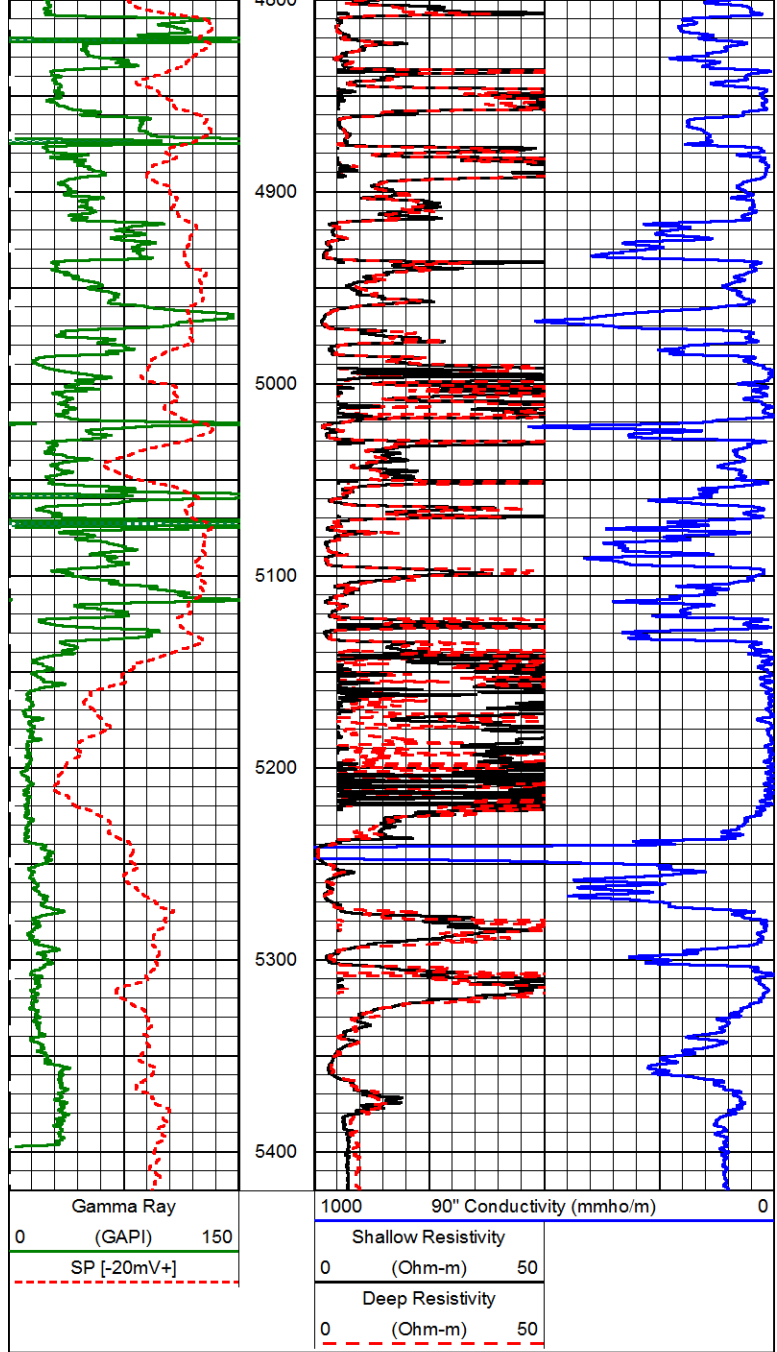 4800
4900
5000
5100
5200
5300
5400
Gamma Ray
0 (GAPI) 150
SP [-20mV+]
1000 90" Conductivity (mmho/m) 0
Shallow Resistivity
0 (Ohm-m) 50
Deep Resistivity
0 (Ohm-m) 50